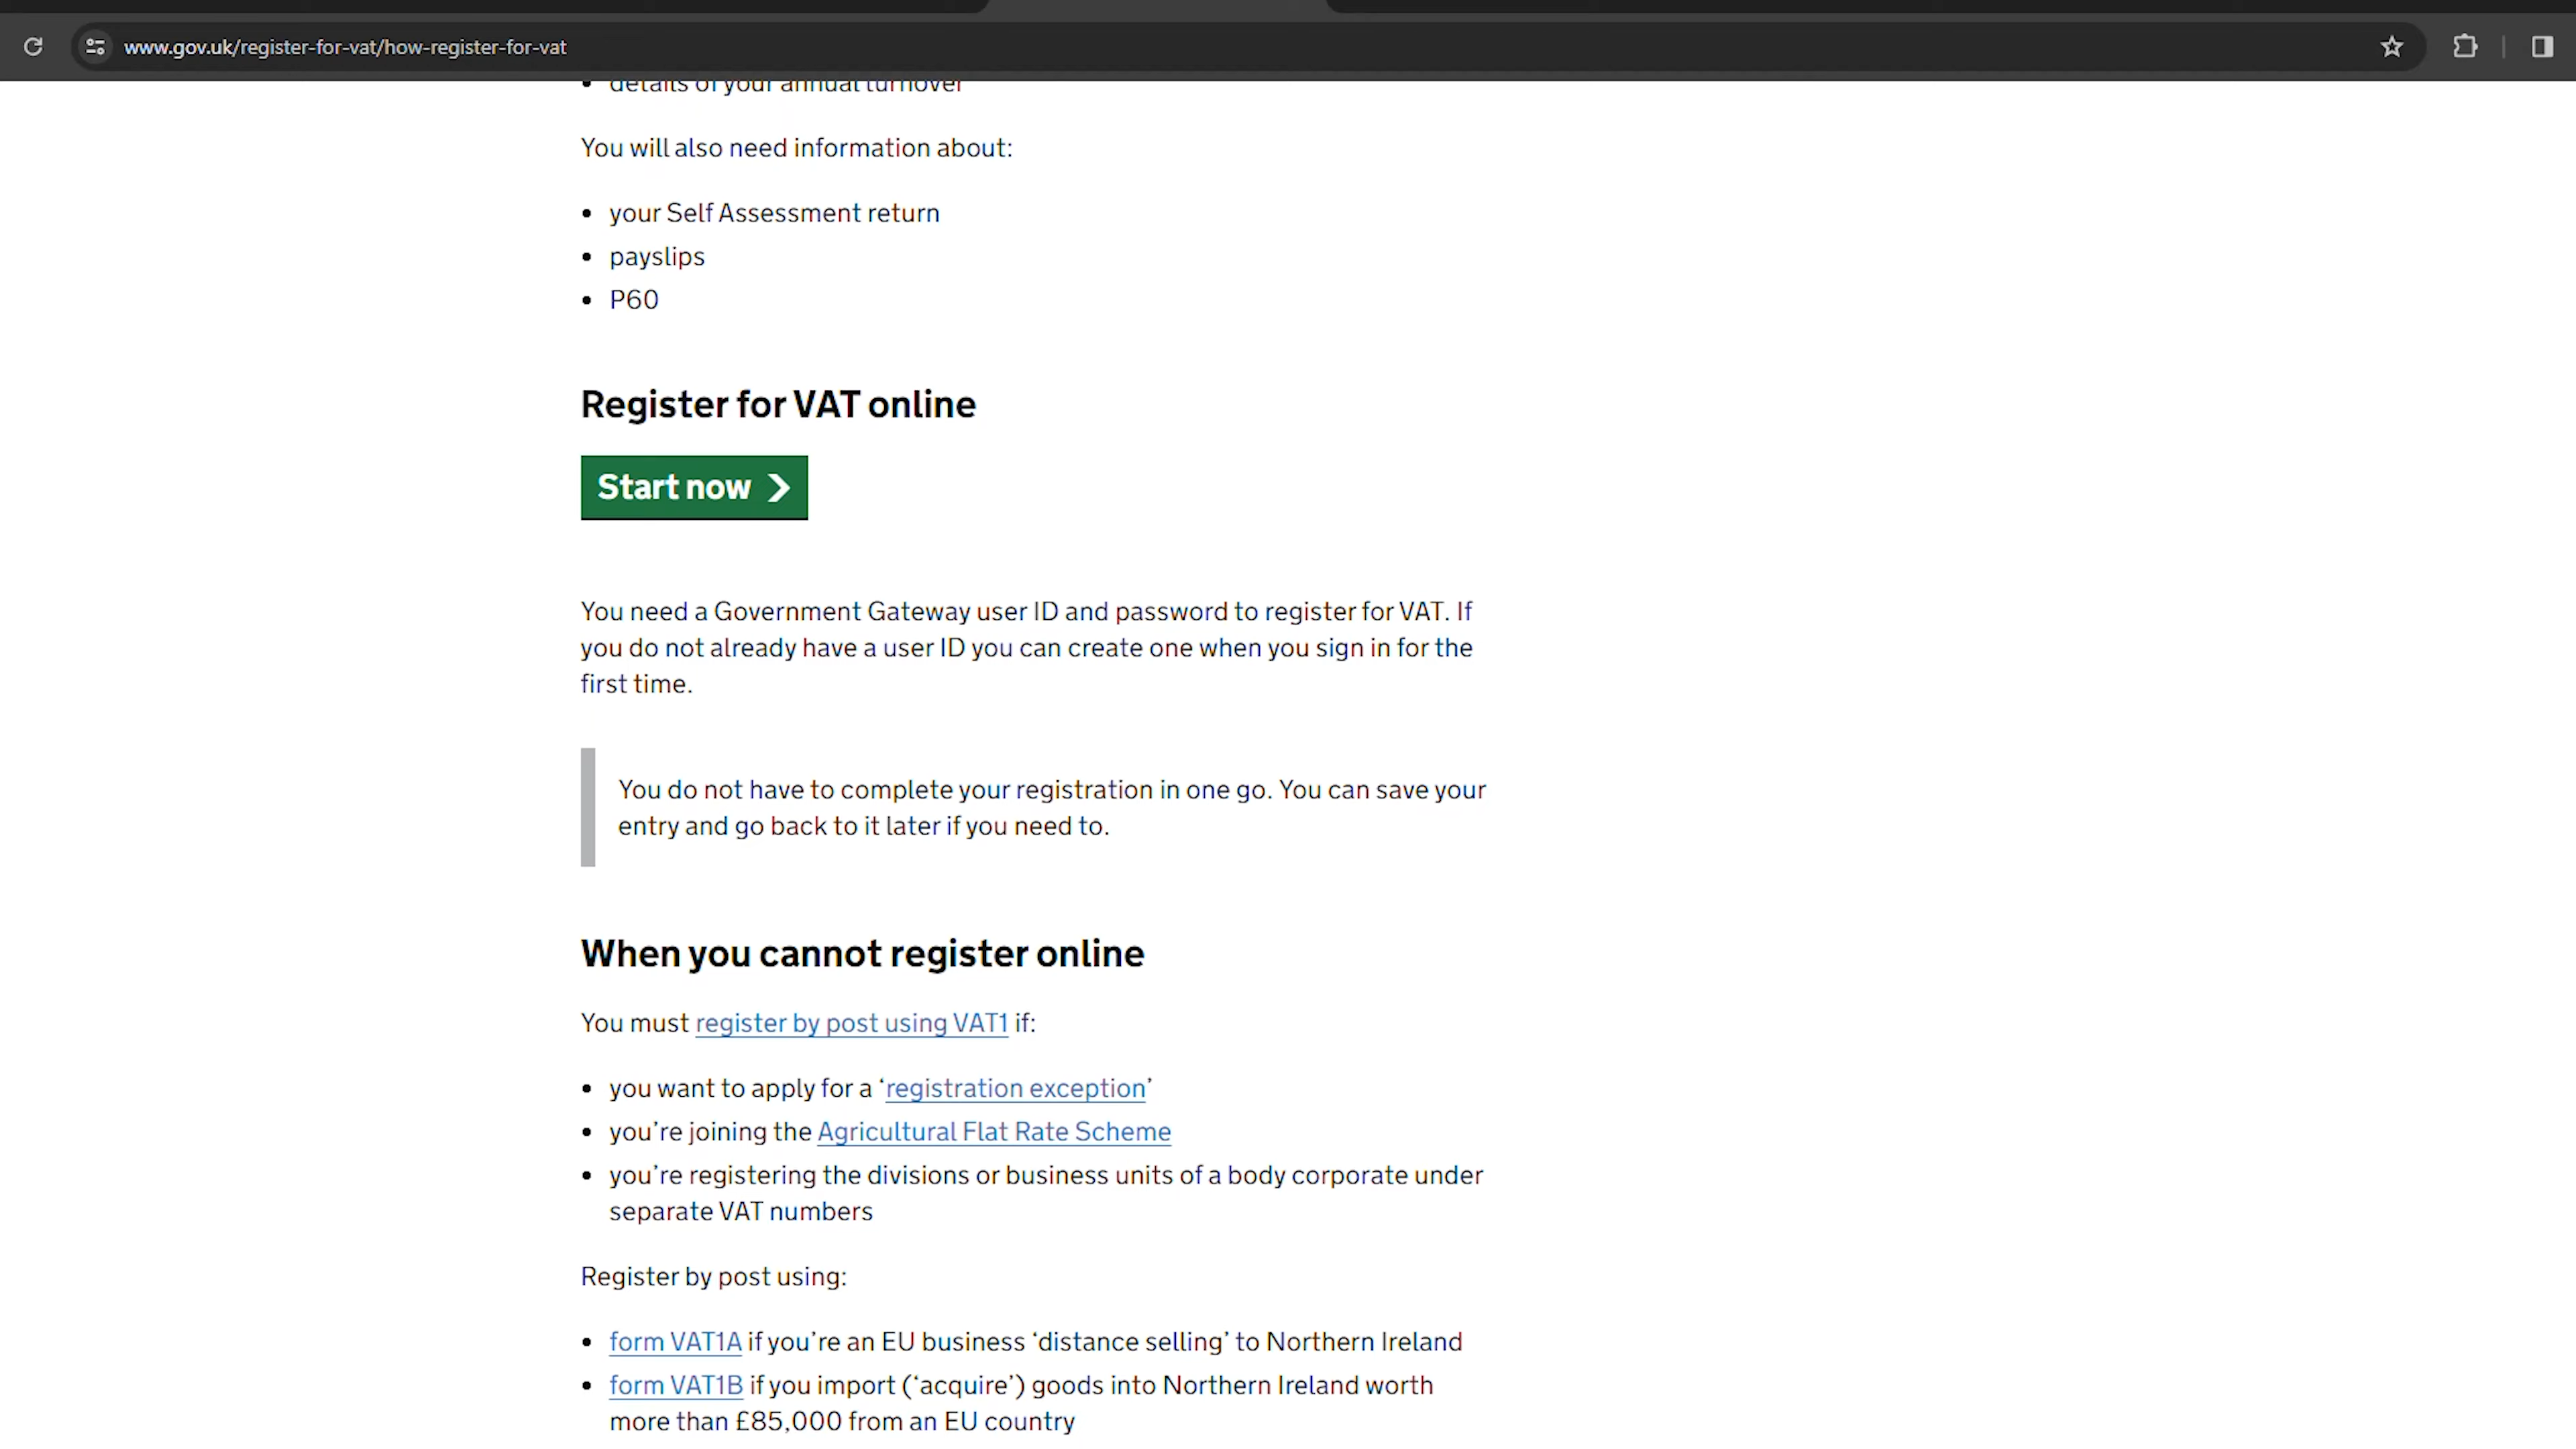 www.gov.uk/register-for-vat/how-register-for-vat
• details of your annual turnover
You will also need information about:
• your Self Assessment return
• payslips
• P60
Register for VAT online
Start now
You need a Government Gateway user ID and password to register for VAT. If
you do not already have a user ID you can create one when you sign in for the
first time.
You do not have to complete your registration in one go. You can save your
entry and go back to it later if you need to.
When you cannot register online
You must register by post using VAT1 if:
• you want to apply for a ‘registration exception’
• you’re joining the Agricultural Flat Rate Scheme
• you’re registering the divisions or business units of a body corporate under
separate VAT numbers
Register by post using:
• form VAT1A if you’re an EU business ‘distance selling’ to Northern Ireland
• form VAT1B if you import (‘acquire’) goods into Northern Ireland worth
more than £85,000 from an EU country